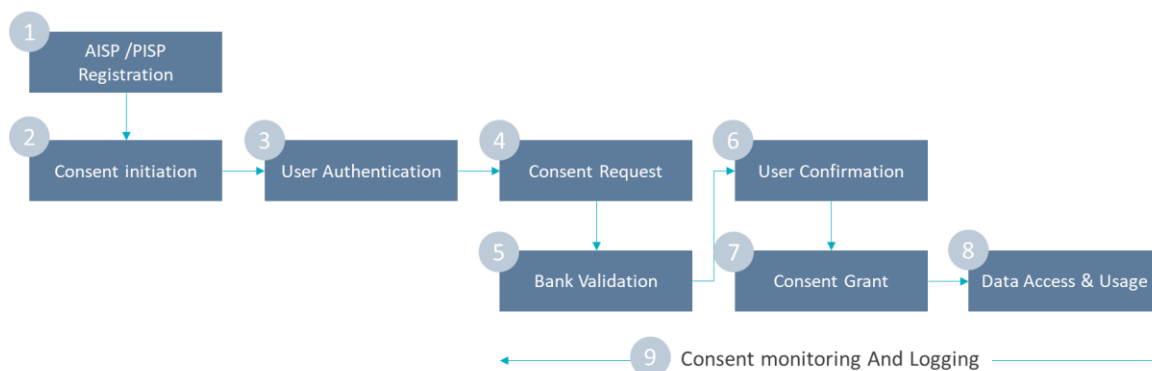 1
AISP /PISP
Registration
2
Consent initiation
3
User Authentication
4
Consent Request
5
Bank Validation
6
User Confirmation
7
Consent Grant
8
Data Access & Usage
9
Consent monitoring And Logging